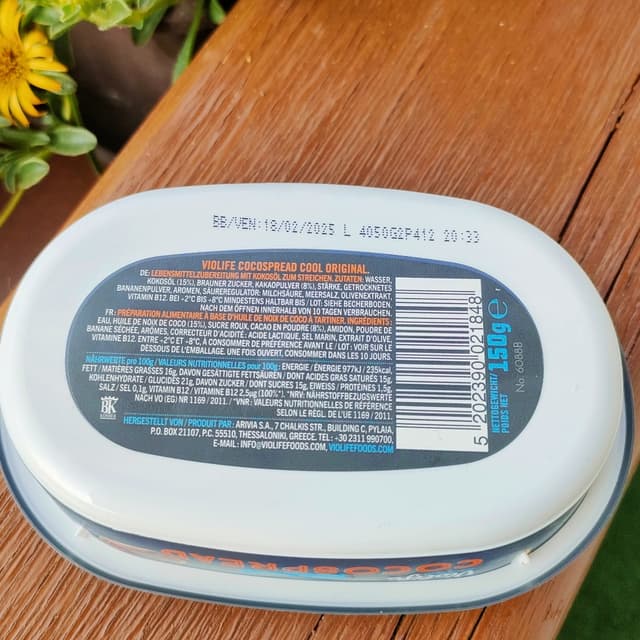 BB/VEN:18/02/2025 L 4050G2P412 20:33
VIOLIFE COCOSPREAD COOL ORIGINAL.
DE: LEBENSMITTELZUBEREITUNG MIT KOKOSÖL ZUM STREICHEN. ZUTATEN: WASSER,
KOKOSÖL (15%), BRAUNER ZUCKER, KAKAOPULVER (8%), STÄRKE, GETROCKNETES
BANANENPULVER, AROMEN, SÄUREREGULATOR: MILCHSÄURE, MEERSALZ, OLIVENEXTRAKT,
VITAMIN B12. BEI -2°C BIS -8°C MINDESTENS HALTBAR BIS / LOT: SIEHE BECHERBODEN.
NACH DEM ÖFFNEN INNERHALB VON 10 TAGEN VERBRAUCHEN.
FR: PRÉPARATION ALIMENTAIRE À BASE D'HUILE DE NOIX DE COCO À TARTINER. INGRÉDIENTS:
EAU, HUILE DE NOIX DE COCO (15%), SUCRE ROUX, CACAO EN POUDRE (8%), AMIDON, POUDRE DE
BANANE SÉCHÉE, ARÔMES, CORRECTEUR D'ACIDITÉ : ACIDE LACTIQUE, SEL MARIN, EXTRAIT D'OLIVE,
VITAMINE B12. ENTRE -2°C ET -8°C, À CONSOMMER DE PREFERENCE AVANT LE / LOT: VOIR SUR LE
DESSOUS DE L'EMBALLAGE. UNE FOIS OUVERT, CONSOMMER DANS LES 10 JOURS.
NÄHRWERTE pro 100g / VALEURS NUTRITIONNELLES pour 100g: ENERGIE / ÉNERGIE 977kJ / 235kcal,
FETT / MATIÈRES GRASSES 16g, DAVON GESÄTTIGTE FETTSÄUREN / DONT ACIDES GRAS SATURÉS 15g,
KOHLENHYDRATE / GLUCIDES 21g, DAVON ZUCKER / DONT SUCRES 15g, EIWEISS / PROTÉINES 1,5g,
SALZ / SEL 0,1g, VITAMIN B12 / VITAMINE B12 2,5µg (100%*). *NRV: NÄHRSTOFFBEZUGSWERTE
NACH VO (EG) NR 1169 / 2011 / *VNR: VALEURS NUTRITIONNELLES DE RÉFÉRENCE
SELON LE RÉGL. DE L'UE 1169 / 2011
HERGESTELLT VON / PRODUIT PAR: ARIVIA S.A., 7 CHALKIS STR., BUILDING C, PYLAIA,
P.O. BOX 21107, P.C. 55510, THESSALONIKI, GREECE. TEL.: +30 2311 990700,
E-MAIL: INFO@VIOLIFEFOODS.COM, VIOLIFEFOODS.COM
BK
5 202390 021848
NETTOGEWICHT/
POIDS NET
150g e
No 6088B
COCOSPREAD